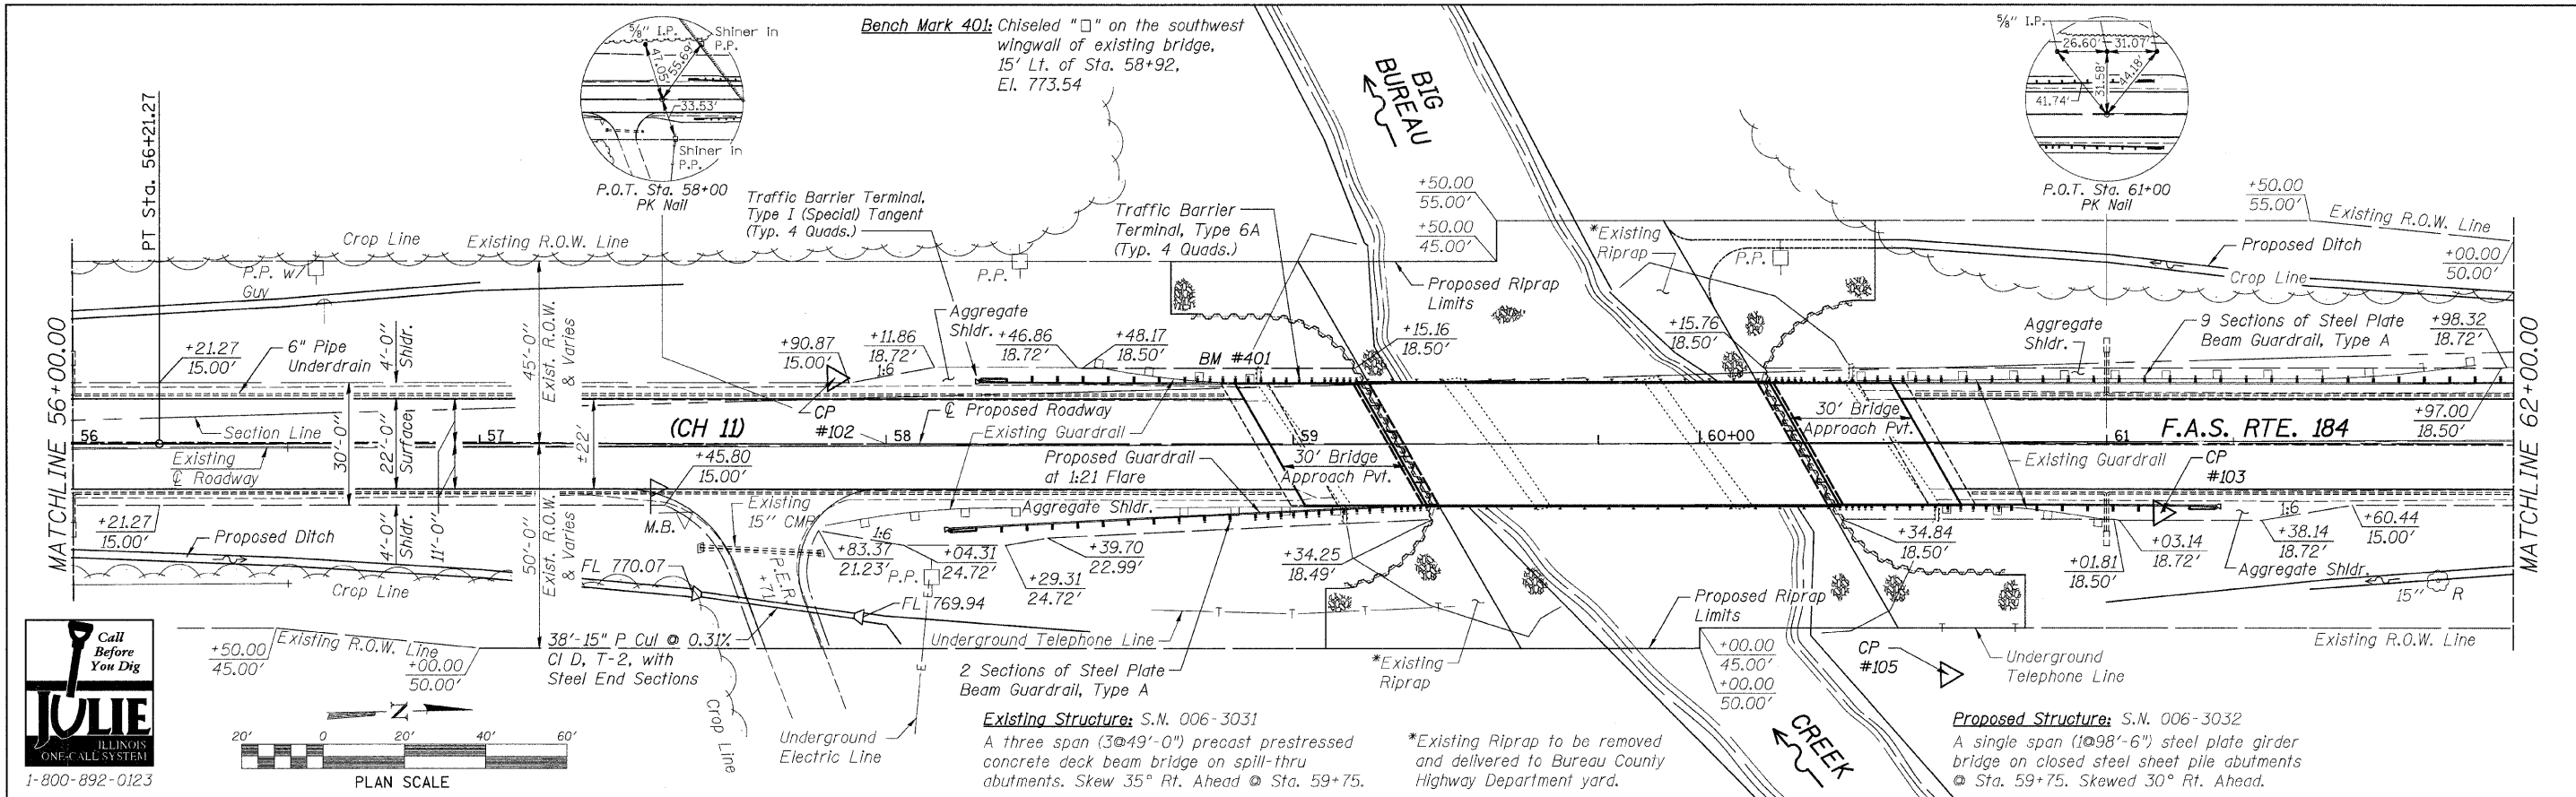 Bench Mark 401: Chiseled "□" on the southwest
wingwall of existing bridge,
15' Lt. of Sta. 58+92,
El. 773.54
5/8" I.P.
Shiner in
P.P.
47.05'
55.69'
33.53'
Shiner in
P.P.
P.O.T. Sta. 58+00
PK Nail
5/8" I.P.
26.60'
31.07'
31.58'
44.18'
41.74'
P.O.T. Sta. 61+00
PK Nail
BIG
BUREAU
PT Sta. 56+21.27
Traffic Barrier Terminal,
Type I (Special) Tangent
(Typ. 4 Quads.)
Traffic Barrier
Terminal, Type 6A
(Typ. 4 Quads.)
+50.00
55.00'
+50.00
45.00'
*Existing
Riprap
+50.00
55.00'
Existing R.O.W. Line
Proposed Ditch
+00.00
50.00'
Crop Line
Crop Line
Existing R.O.W. Line
P.P. w/
Guy
P.P.
P.P.
Proposed Riprap
Limits
MATCHLINE 56+00.00
+21.27
15.00'
6" Pipe
Underdrain
4'-0"
Shldr.
45'-0"
Exist. R.O.W.
& Varies
+90.87
15.00'
+11.86
18.72'
1:6
Aggregate
Shldr.
+46.86
18.72'
+48.17
18.50'
BM #401
+15.16
18.50'
+15.76
18.50'
Aggregate
Shldr.
9 Sections of Steel Plate
Beam Guardrail, Type A
+98.32
18.72'
MATCHLINE 62+00.00
CP
#102
(CH 11)
℄ Proposed Roadway
Existing Guardrail
30' Bridge
Approach Pvt.
+97.00
18.50'
56
Section Line
57
58
59
60+00
61
F.A.S. RTE. 184
Existing
℄ Roadway
30'-0"
22'-0"
Surface
11'-0"
±22'
+45.80
15.00'
Proposed Guardrail
at 1:21 Flare
30' Bridge
Approach Pvt.
Existing Guardrail
CP
#103
+21.27
15.00'
Proposed Ditch
4'-0"
Shldr.
50'-0"
Exist. R.O.W.
& Varies
M.B.
Existing
15" CMP
Aggregate Shldr.
1:6
+83.37
21.23'
+04.31
24.72'
+39.70
22.99'
+29.31
24.72'
+34.25
18.49'
+34.84
18.50'
1:6
+60.44
15.00'
+38.14
18.72'
+03.14
18.72'
+01.81
18.50'
Aggregate Shldr.
15" R
Crop Line
FL 770.07
P.E.R.
+71
P.P.
FL 769.94
Underground Telephone Line
Proposed Riprap
Limits
+50.00
45.00'
Existing R.O.W. Line
+00.00
50.00'
38'-15" P Cul @ 0.31%
Cl D, T-2, with
Steel End Sections
2 Sections of Steel Plate
Beam Guardrail, Type A
*Existing
Riprap
+00.00
45.00'
+00.00
50.00'
CP
#105
Underground
Telephone Line
Existing R.O.W. Line
Call
Before
You Dig
JULIE
ILLINOIS
ONE-CALL SYSTEM
1-800-892-0123
N
20' 0 20' 40' 60'
PLAN SCALE
Crop Line
Underground
Electric Line
Existing Structure: S.N. 006-3031
A three span (3@49'-0") precast prestressed
concrete deck beam bridge on spill-thru
abutments. Skew 35° Rt. Ahead @ Sta. 59+75.
*Existing Riprap to be removed
and delivered to Bureau County
Highway Department yard.
CREEK
Proposed Structure: S.N. 006-3032
A single span (1@98'-6") steel plate girder
bridge on closed steel sheet pile abutments
@ Sta. 59+75. Skewed 30° Rt. Ahead.